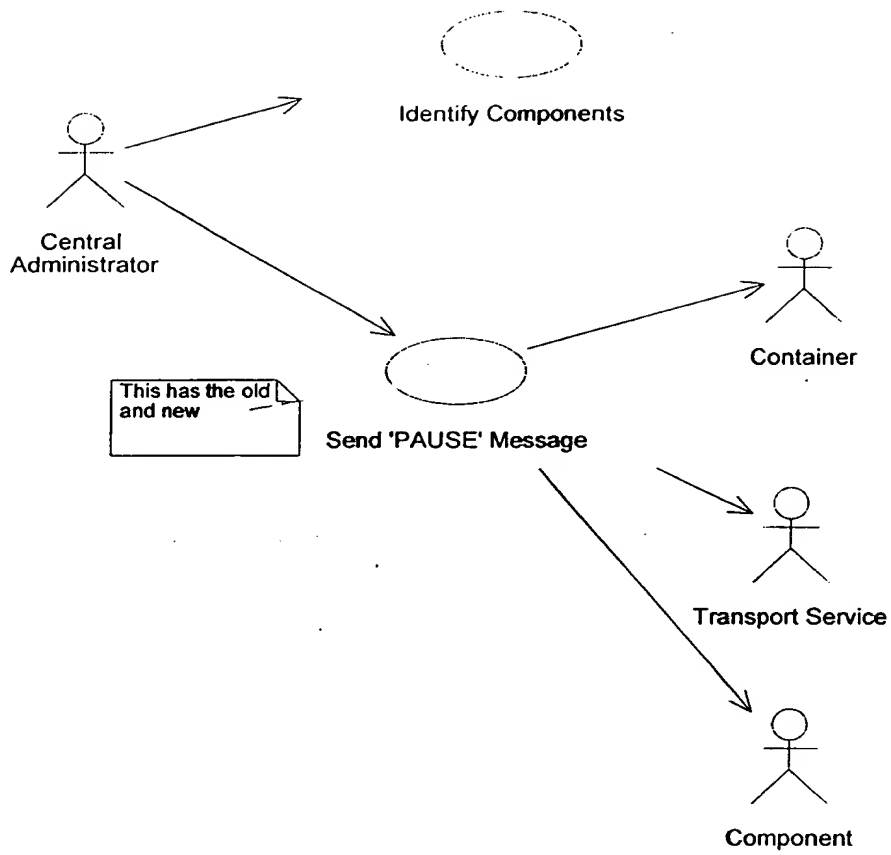 Identify Components
Central
Administrator
Container
This has the old
and new
Send 'PAUSE' Message
Transport Service
Component